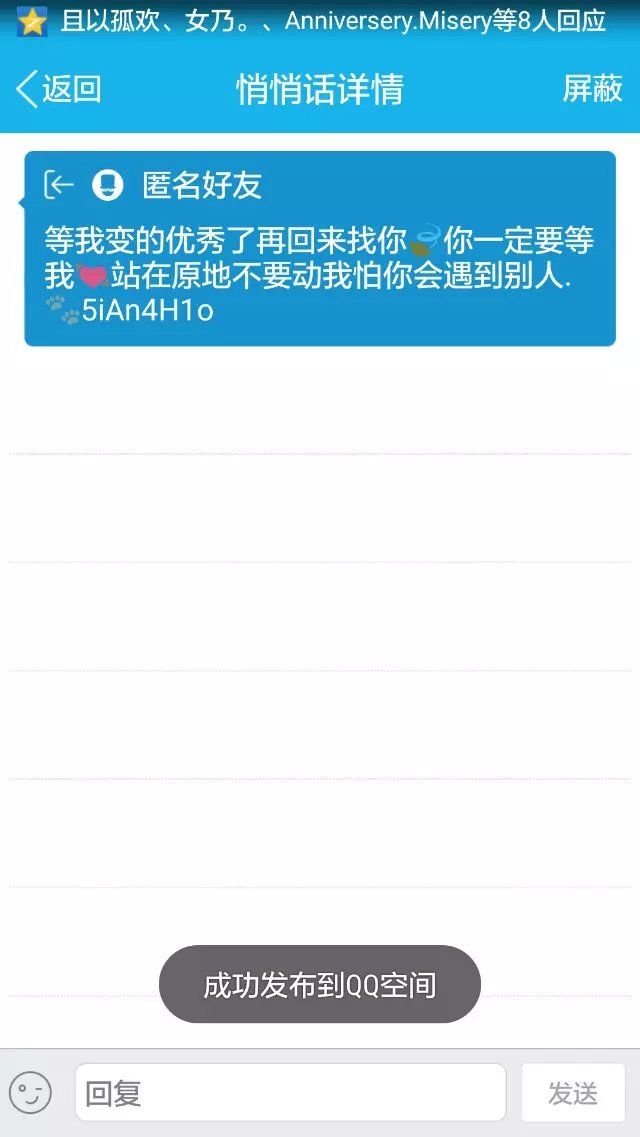 且以孤欢、女乃。、Anniversery.Misery等8人回应
返回
悄悄话详情
屏蔽
匿名好友
等我变的优秀了再回来找你你一定要等
我💘站在原地不要动我怕你会遇到别人.
🐾5iAn4H1o
成功发布到QQ空间
回复
发送